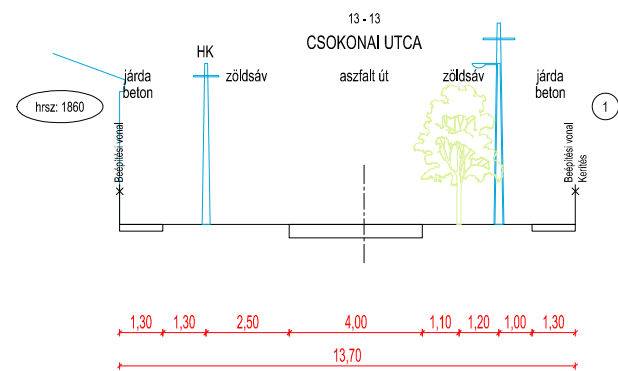 13 - 13
CSOKONAI UTCA
HK
járda
beton
zöldsáv
aszfalt út
zöldsáv
járda
beton
hrsz: 1860
1
Beépítési vonal
Beépítési vonal
Kerítés
1,30 1,30 2,50 4,00 1,10 1,20 1,00 1,30
13,70